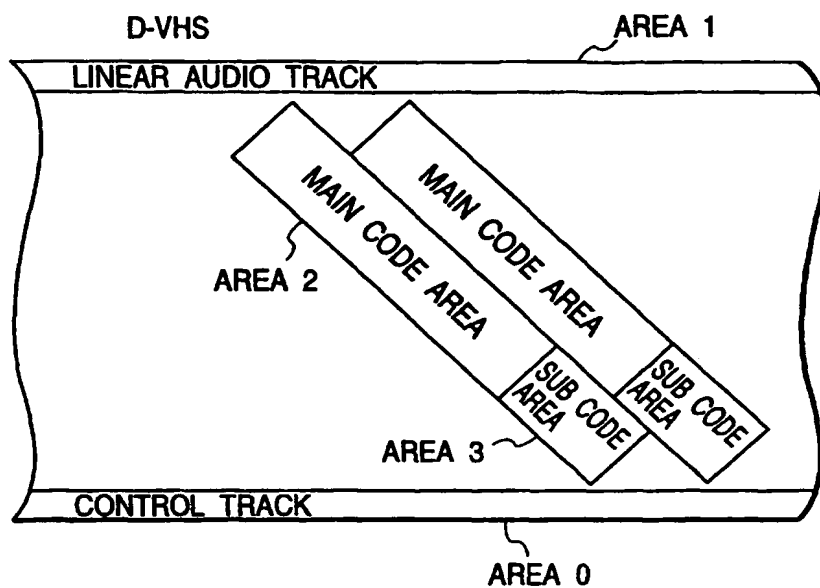 D-VHS
AREA 1
LINEAR AUDIO TRACK
MAIN CODE AREA
MAIN CODE AREA
AREA 2
SUB CODE
AREA
SUB CODE
AREA
AREA 3
CONTROL TRACK
AREA 0